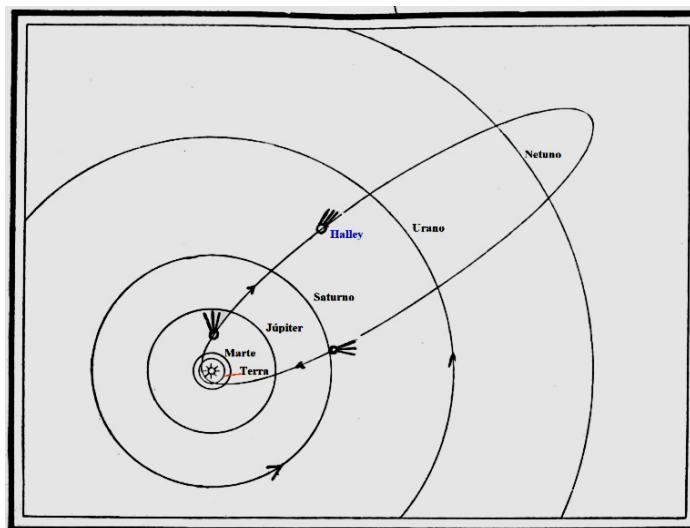 Netuno
Urano
Halley
Saturno
Júpiter
Marte
Terra